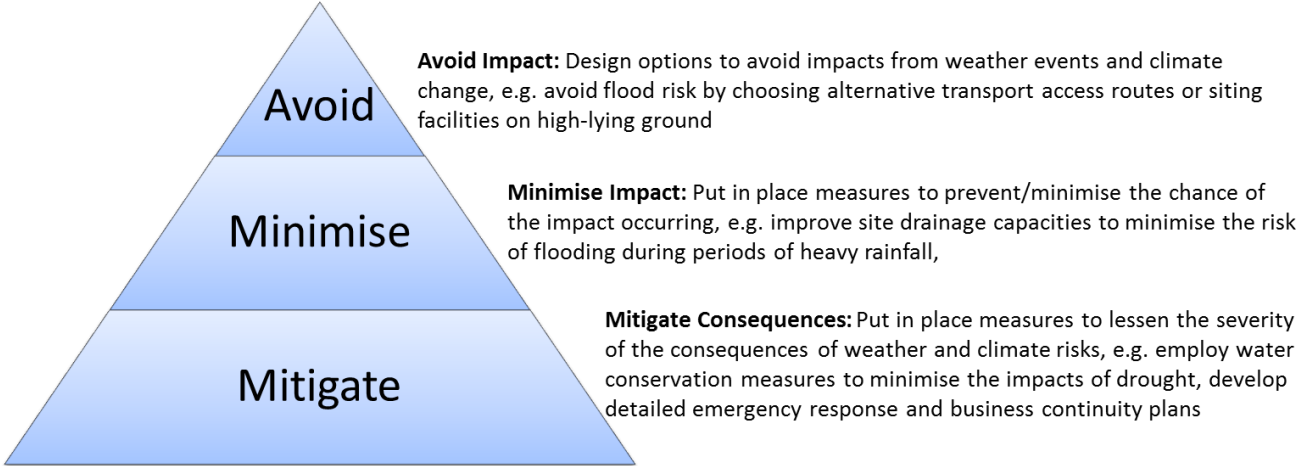 Avoid
Avoid Impact: Design options to avoid impacts from weather events and climate
change, e.g. avoid flood risk by choosing alternative transport access routes or siting
facilities on high-lying ground
Minimise
Minimise Impact: Put in place measures to prevent/minimise the chance of
the impact occurring, e.g. improve site drainage capacities to minimise the risk
of flooding during periods of heavy rainfall,
Mitigate
Mitigate Consequences: Put in place measures to lessen the severity
of the consequences of weather and climate risks, e.g. employ water
conservation measures to minimise the impacts of drought, develop
detailed emergency response and business continuity plans